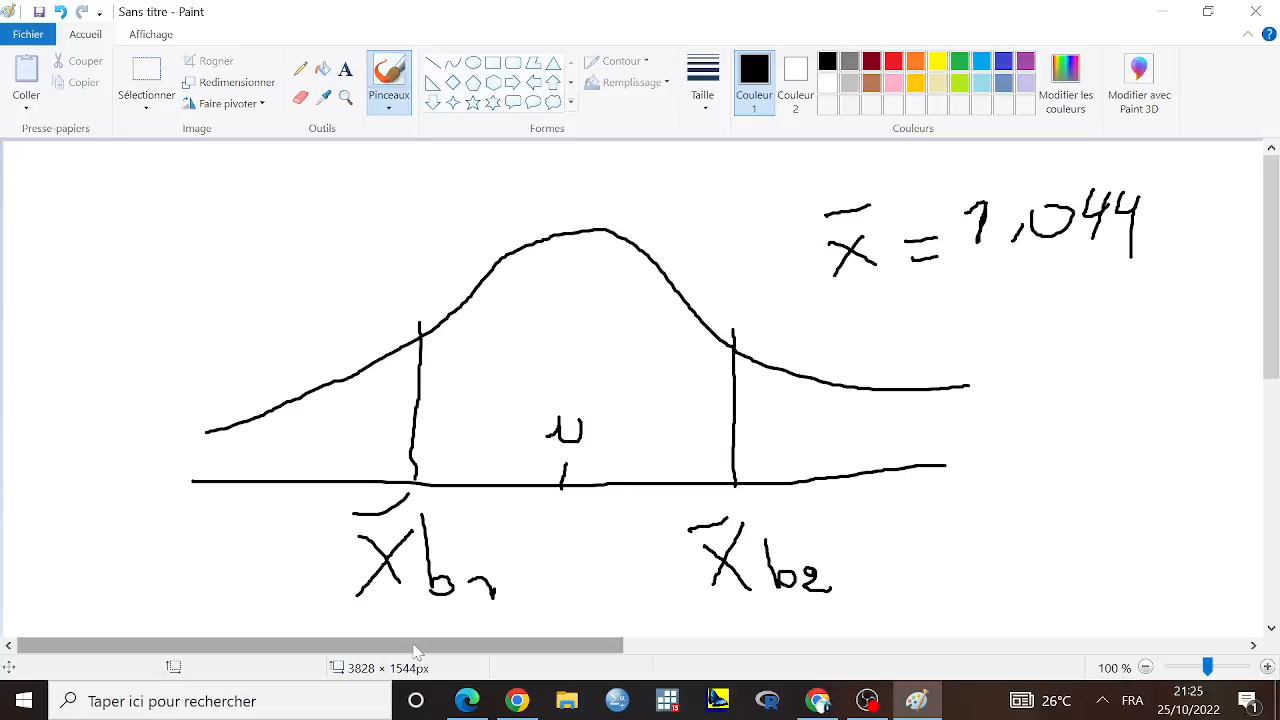 Sans titre - Paint
Fichier Accueil Affichage
Coller Couper Copier Presse-papiers
Sélectionner Rogner Redimensionner Faire pivoter Image
Outils
Pinceaux
Contour Remplissage Formes
Taille
Couleur 1 Couleur 2 Modifier les couleurs Couleurs
Modifier avec Paint 3D
x̄ = 1,044
μ
X̄b1 X̄b2
3828 × 1544px 100 %
Taper ici pour rechercher 15 26°C FRA 21:25 25/10/2022